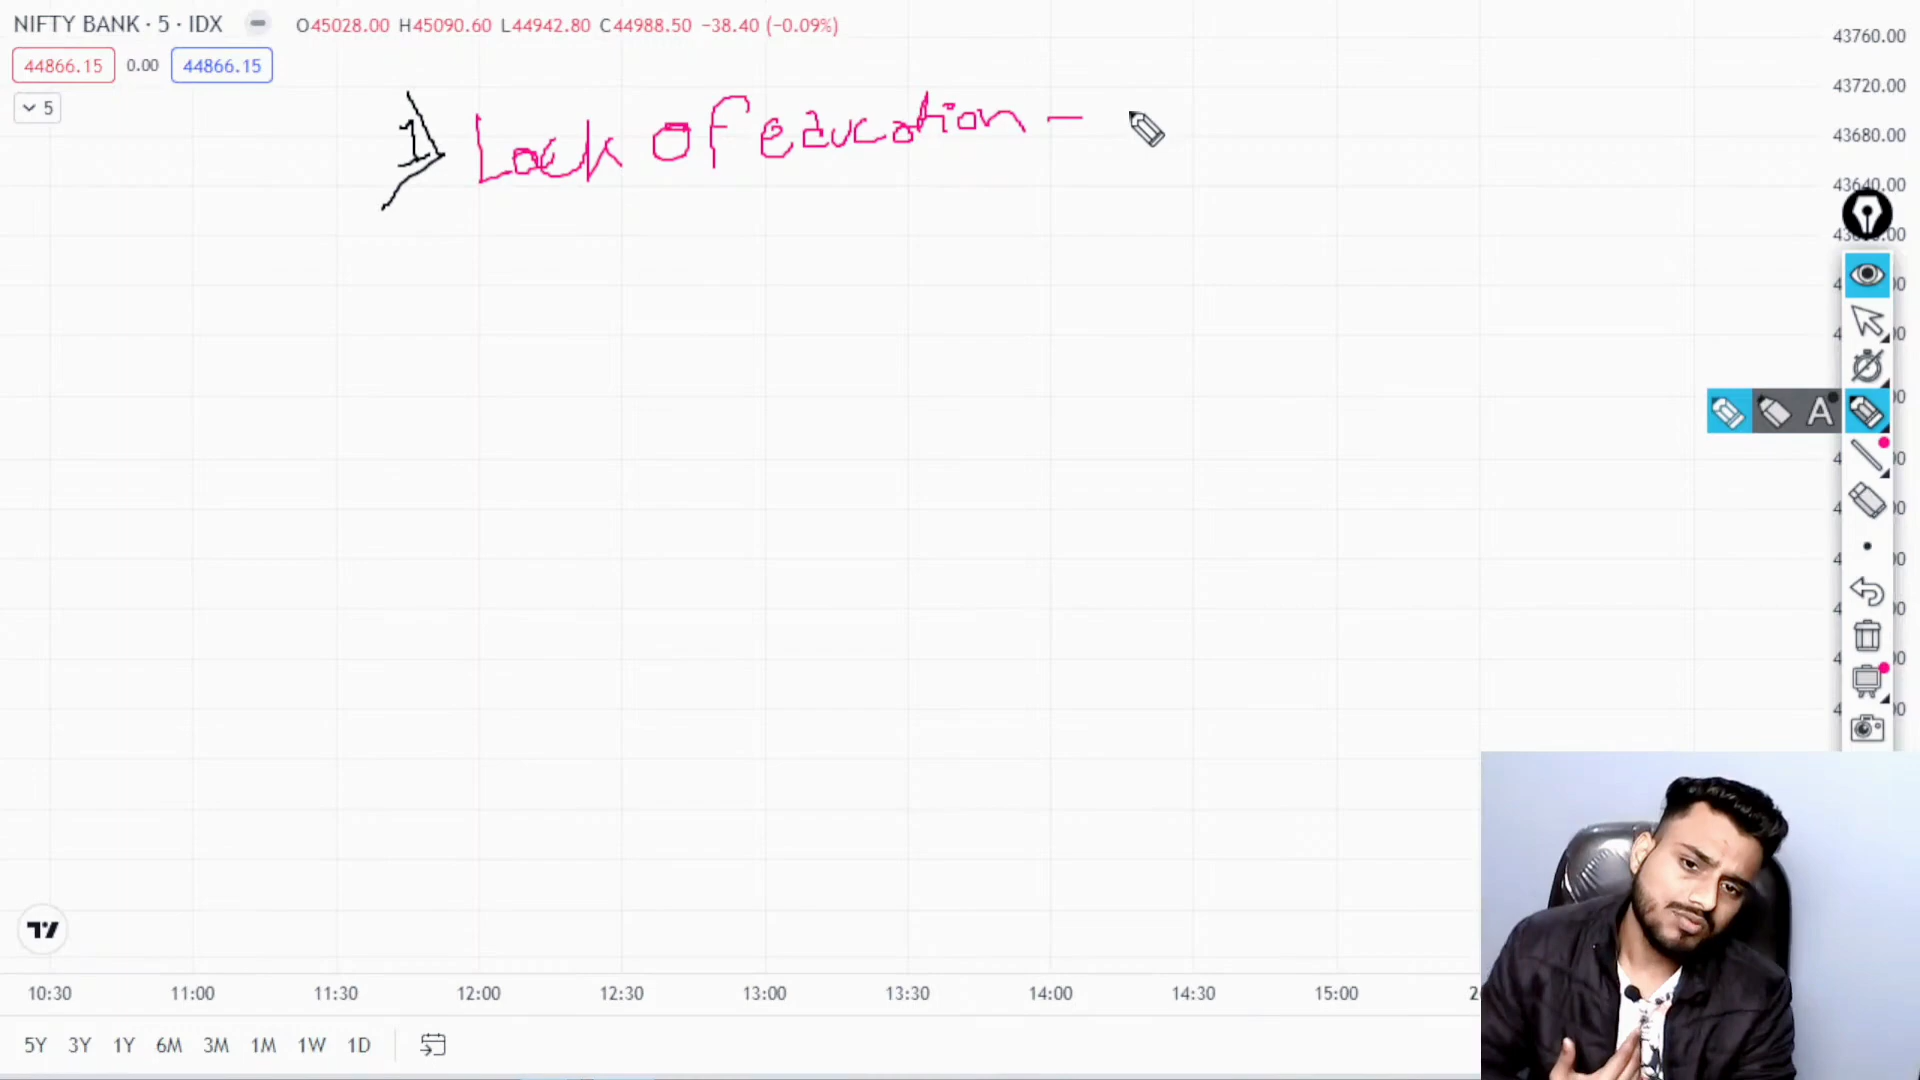 NIFTY BANK · 5 · IDX O45028.00 H45090.60 L44942.80 C44988.50 −38.40 (−0.09%)
44866.15 0.00 44866.15
5
1) Lack of education -
43760.00
43720.00
43680.00
43640.00
A
10:30 11:00 11:30 12:00 12:30 13:00 13:30 14:00 14:30 15:00
5Y 3Y 1Y 6M 3M 1M 1W 1D